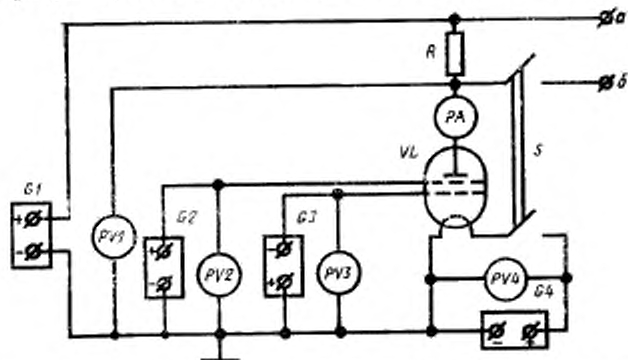 а
R
б
PA
VL
S
G1
+
-
PV1
G2
+
-
PV2
G3
-
+
PV3
PV4
G4
-
+